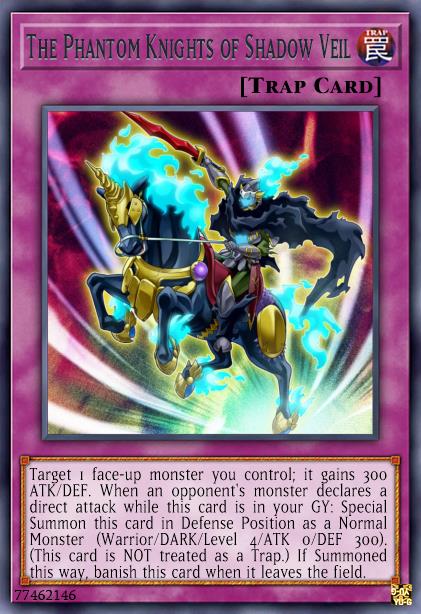 The Phantom Knights of Shadow Veil
TRAP
罠
[Trap Card]
Target 1 face-up monster you control; it gains 300
ATK/DEF. When an opponent's monster declares a
direct attack while this card is in your GY: Special
Summon this card in Defense Position as a Normal
Monster (Warrior/DARK/Level 4/ATK 0/DEF 300).
(This card is NOT treated as a Trap.) If Summoned
this way, banish this card when it leaves the field.
77462146